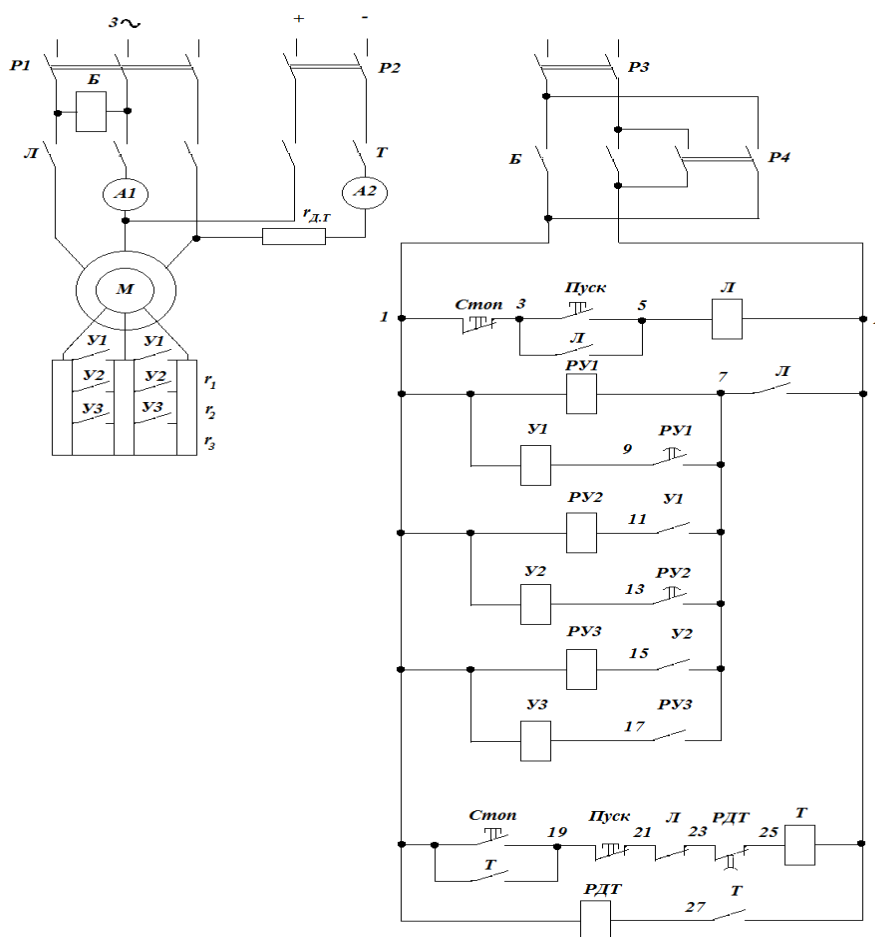 3 + -
P1 P2 P3
Б
Л T Б P4
A1 A2
rД.Т
M
Стоп 3 Пуск 5 Л
1
Л
У1 У1 РУ1 7 Л
У2 У2 r1
У3 У3 r2
r3
У1 9 РУ1
РУ2 11 У1
У2 13 РУ2
РУ3 15 У2
У3 17 РУ3
Стоп 19 Пуск 21 Л 23 РДТ 25 Т
Т
РДТ 27 Т